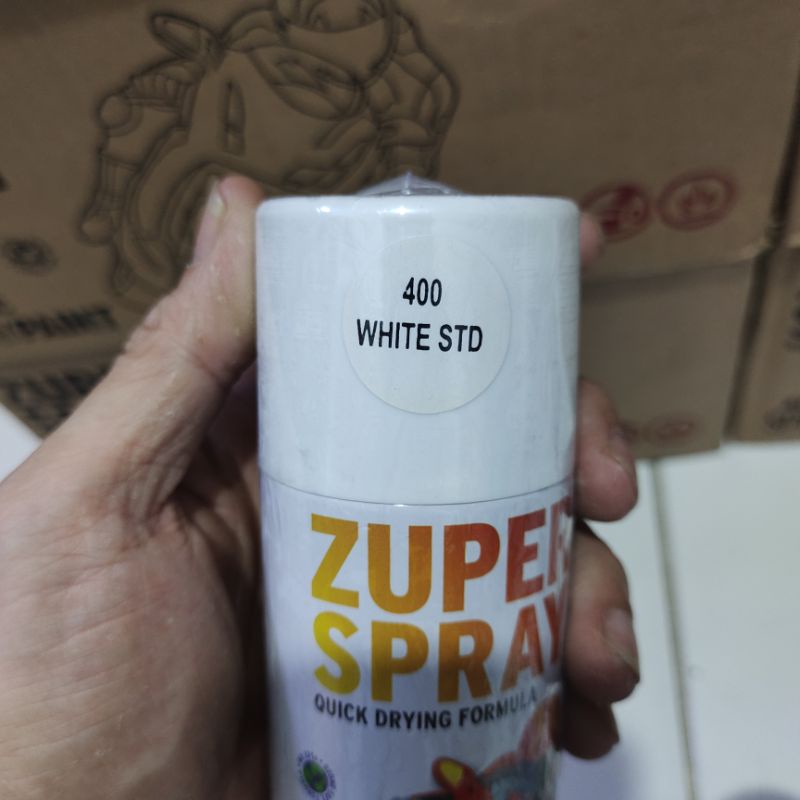 400
WHITE STD
ZUPER
SPRAY
QUICK DRYING FORMULA